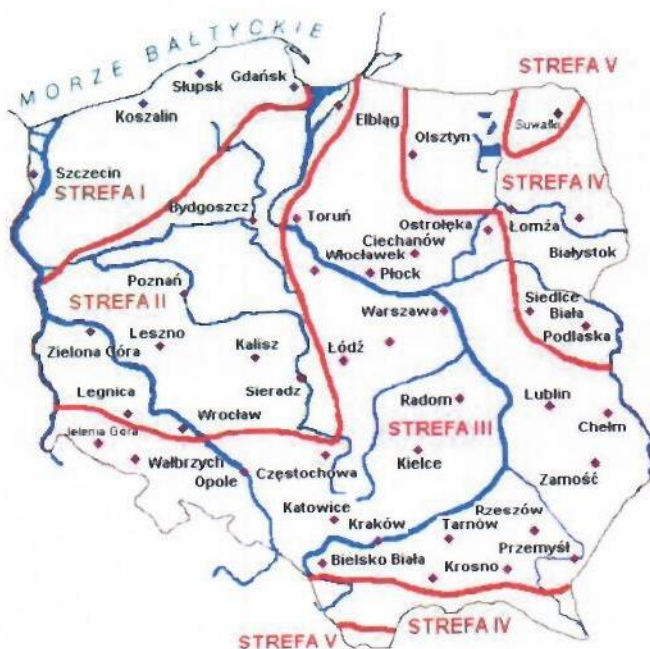 MORZE BAŁTYCKIE
STREFA V
Gdańsk
Słupsk
Koszalin
Elbląg
Suwałki
Olsztyn
Szczecin
STREFA I
STREFA IV
Bydgoszcz
Toruń
Ostrołęka
Łomża
Ciechanów
Włocławek
Białystok
Płock
Poznań
STREFA II
Siedlce
Warszawa
Biała
Podlaska
Leszno
Zielona Góra
Kalisz
Łódź
Sieradz
Legnica
Radom
Lublin
Wrocław
STREFA III
Chełm
Jelenia Góra
Wałbrzych
Kielce
Opole
Częstochowa
Zamość
Katowice
Rzeszów
Kraków
Tarnów
Przemyśl
Bielsko Biała
Krosno
STREFA IV
STREFA V